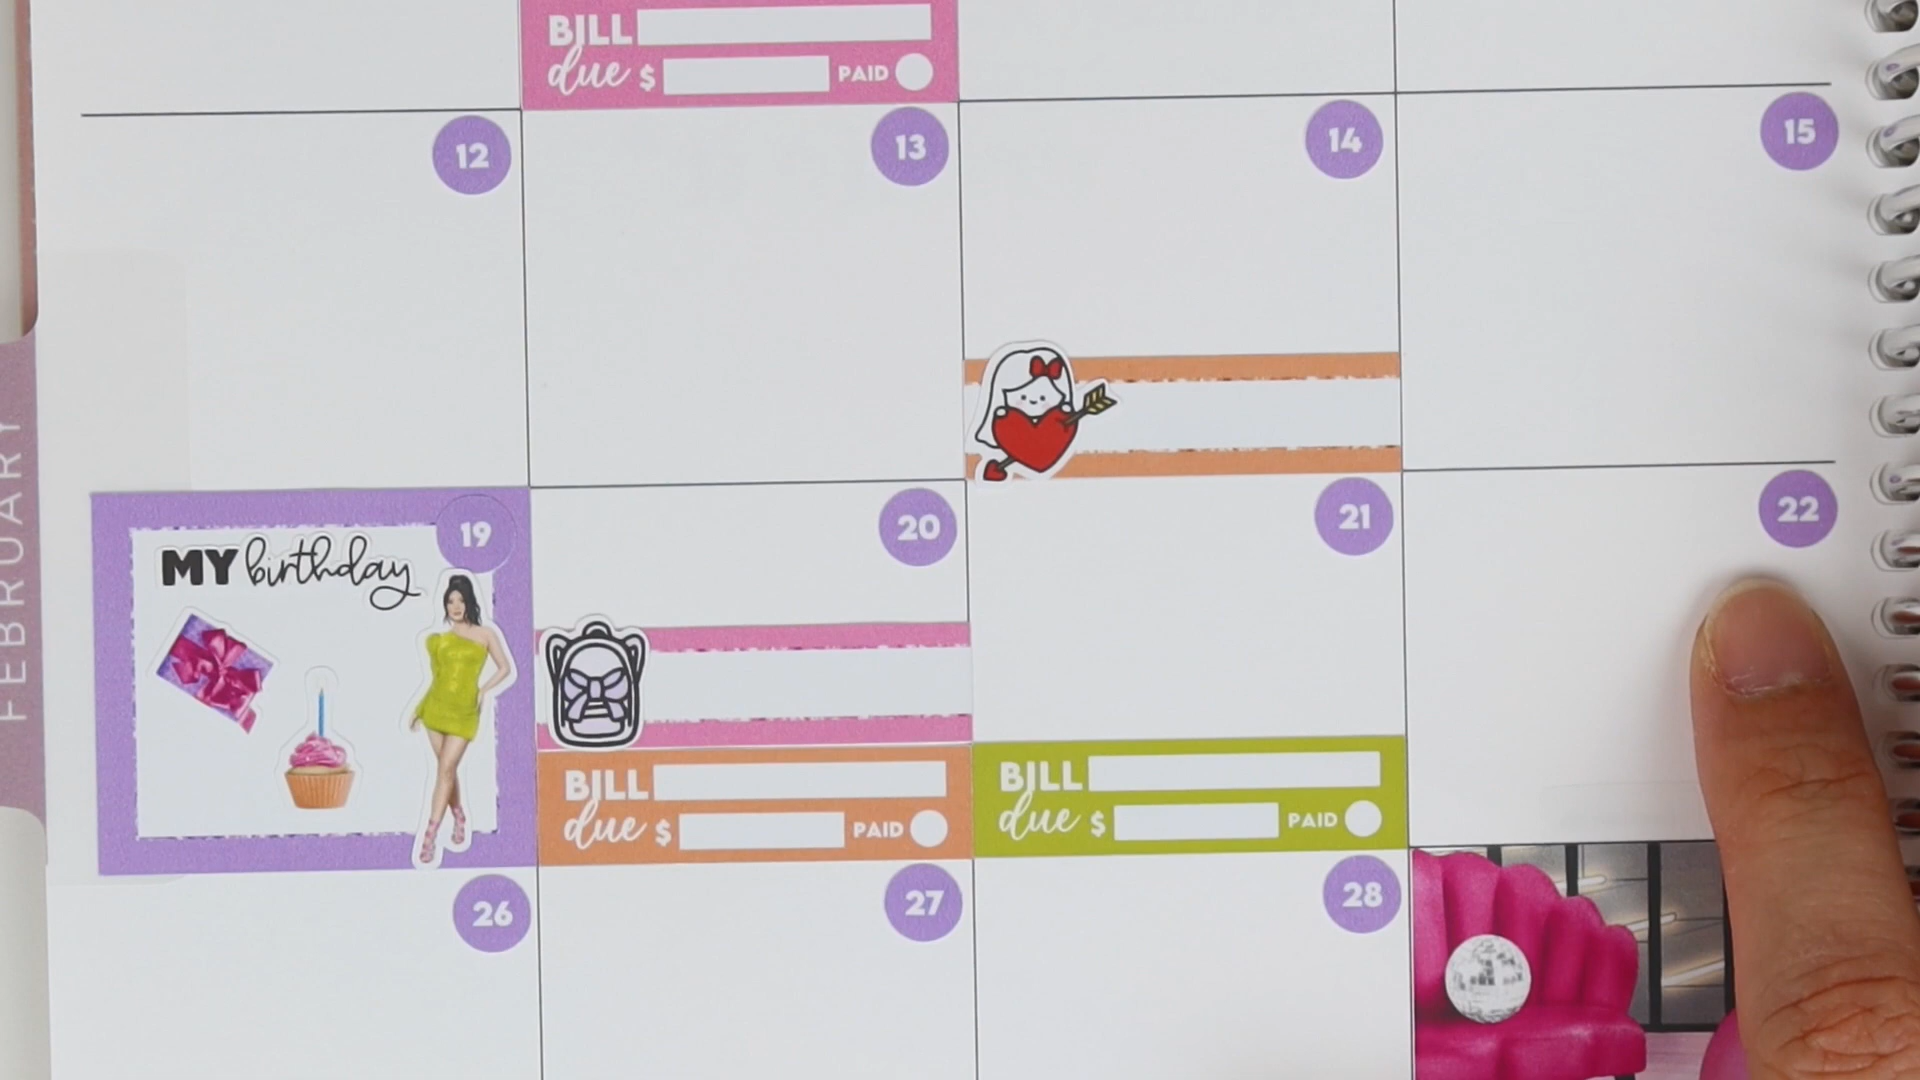 BILL
due $ PAID
12
13
14
15
19
MY birthday
20
21
22
BILL
due $ PAID
BILL
due $ PAID
26
27
28
FEBRUARY